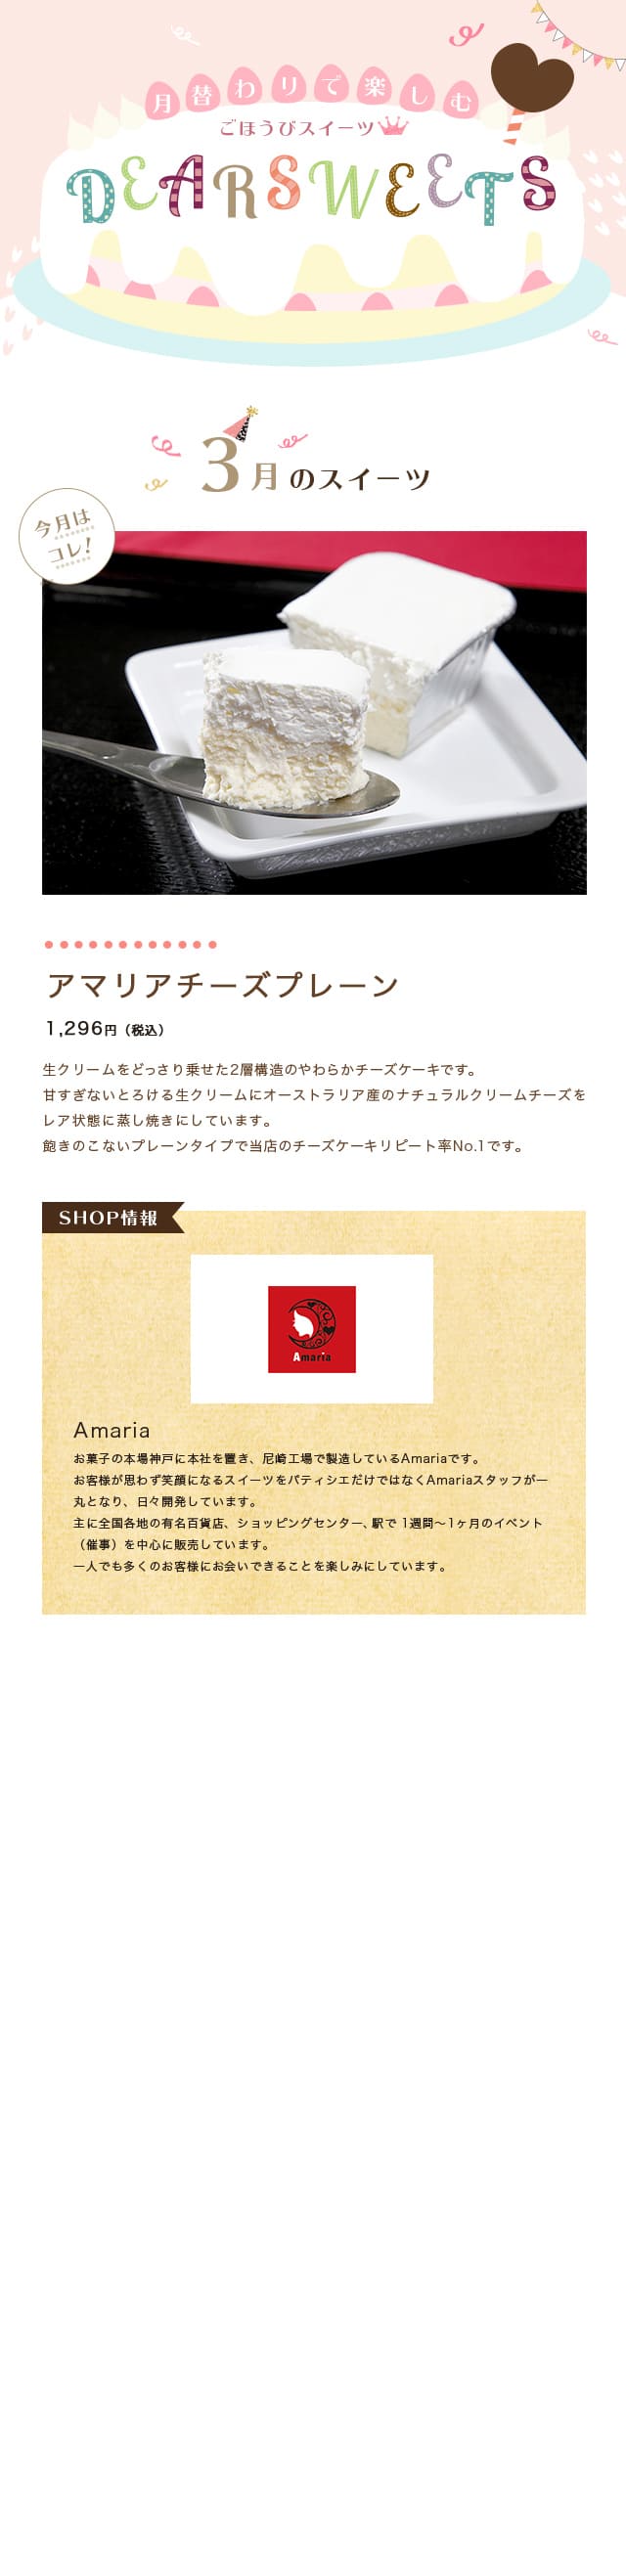 月替わりで楽しむ
ごほうびスイーツ
DEARSWEETS
3月のスイーツ
今月は
コレ!
アマリアチーズプレーン
1,296円（税込）
生クリームをどっさり乗せた2層構造のやわらかチーズケーキです。
甘すぎないとろける生クリームにオーストラリア産のナチュラルクリームチーズを
レア状態に蒸し焼きにしています。
飽きのこないプレーンタイプで当店のチーズケーキリピート率No.1です。
SHOP情報
Amaria
Amaria
お菓子の本場神戸に本社を置き、尼崎工場で製造しているAmariaです。
お客様が思わず笑顔になるスイーツをパティシエだけではなくAmariaスタッフが一
丸となり、日々開発しています。
主に全国各地の有名百貨店、ショッピングセンター、駅で 1週間～1ヶ月のイベント
（催事）を中心に販売しています。
一人でも多くのお客様にお会いできることを楽しみにしています。